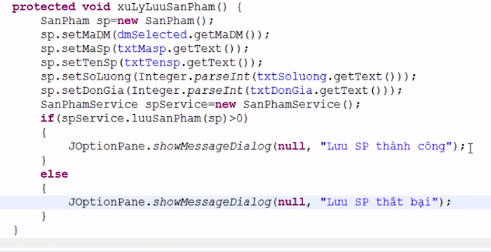 protected void xuLyLuuSanPham() {
SanPham sp=new SanPham();
sp.setMaDM(dmSelected.getMaDM());
sp.setMaSp(txtMasp.getText());
sp.setTenSp(txtTensp.getText());
sp.setSoLuong(Integer.parseInt(txtSoluong.getText()));
sp.setDonGia(Integer.parseInt(txtDonGia.getText()));
SanPhamService spService=new SanPhamService();
if(spService.luuSanPham(sp)>0)
{
JOptionPane.showMessageDialog(null, "Lưu SP thành công");
}
else
{
JOptionPane.showMessageDialog(null, "Lưu SP thất bại");
}
}